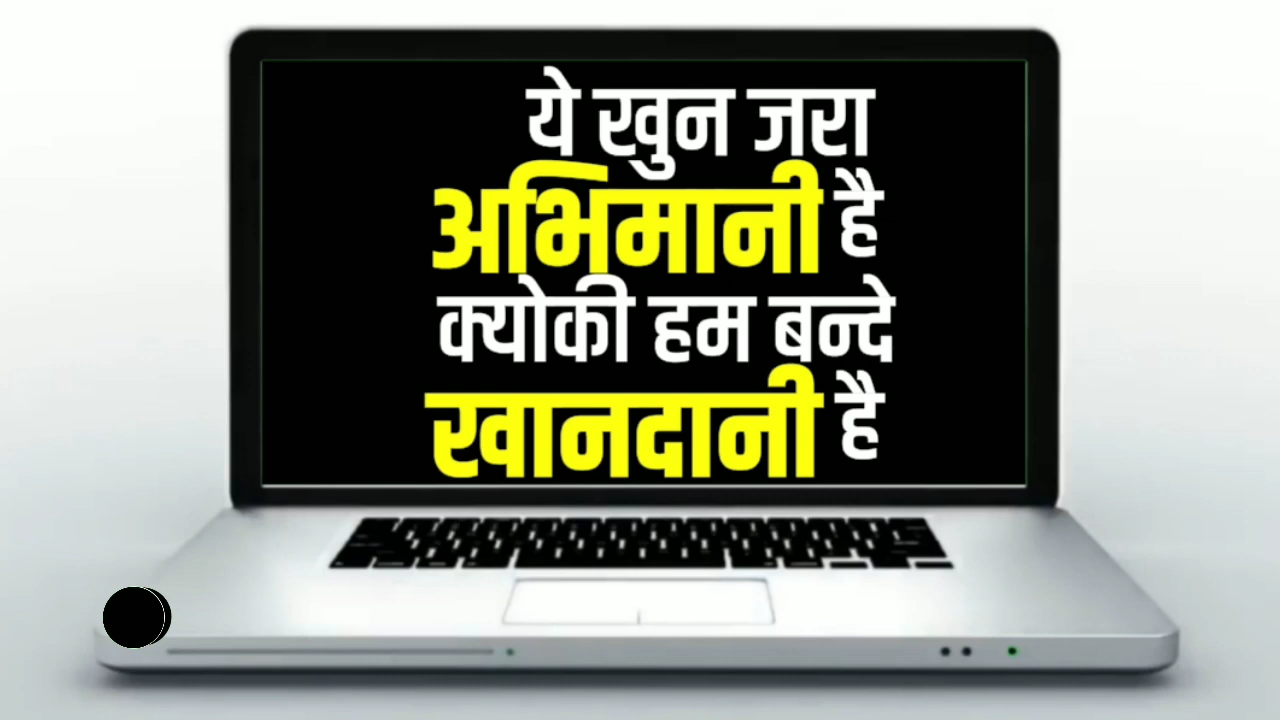 ये खुन जरा
अभिमानी है
क्योकी हम बन्दे
खानदानी है